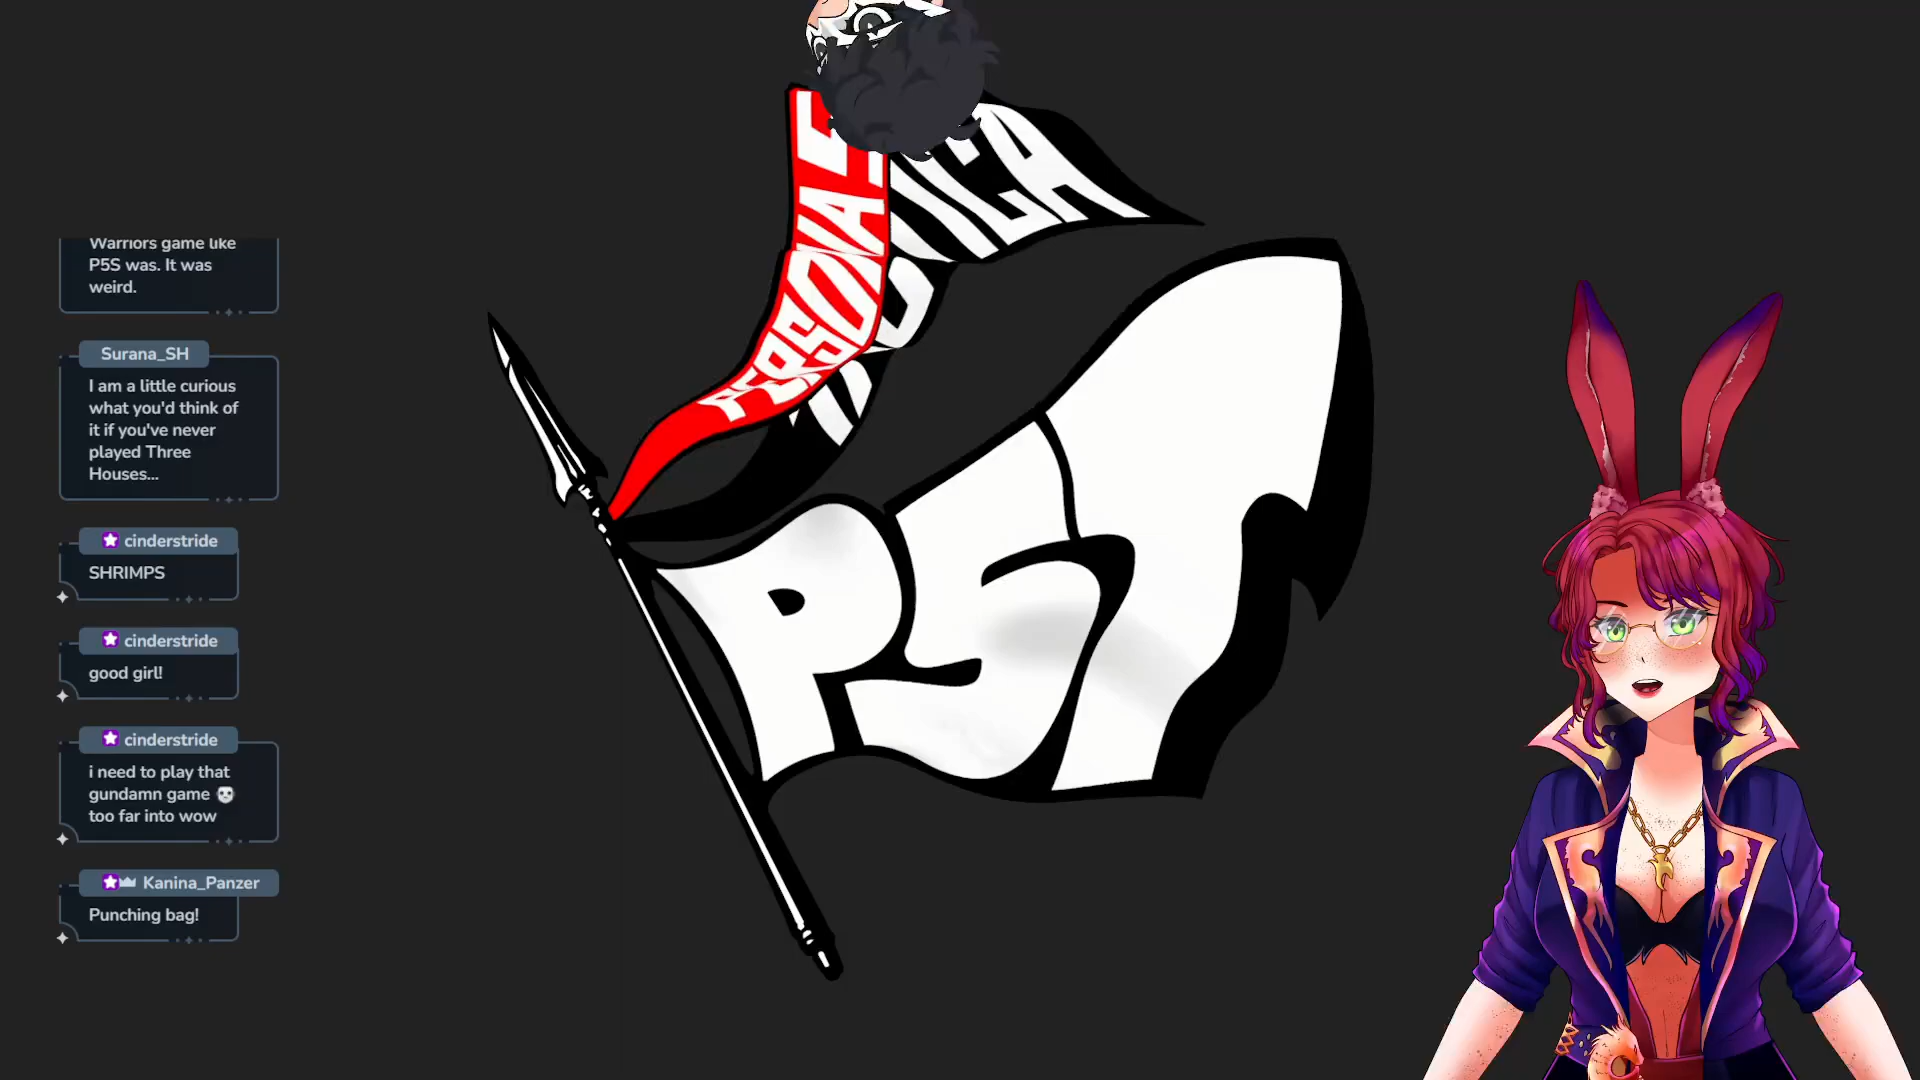 Warriors game like
P5S was. It was
weird.
Surana_SH
I am a little curious
what you'd think of
it if you've never
played Three
Houses...
cinderstride
SHRIMPS
cinderstride
good girl!
cinderstride
i need to play that
gundamn game
too far into wow
Kanina_Panzer
Punching bag!
PERSONA 5
P5T